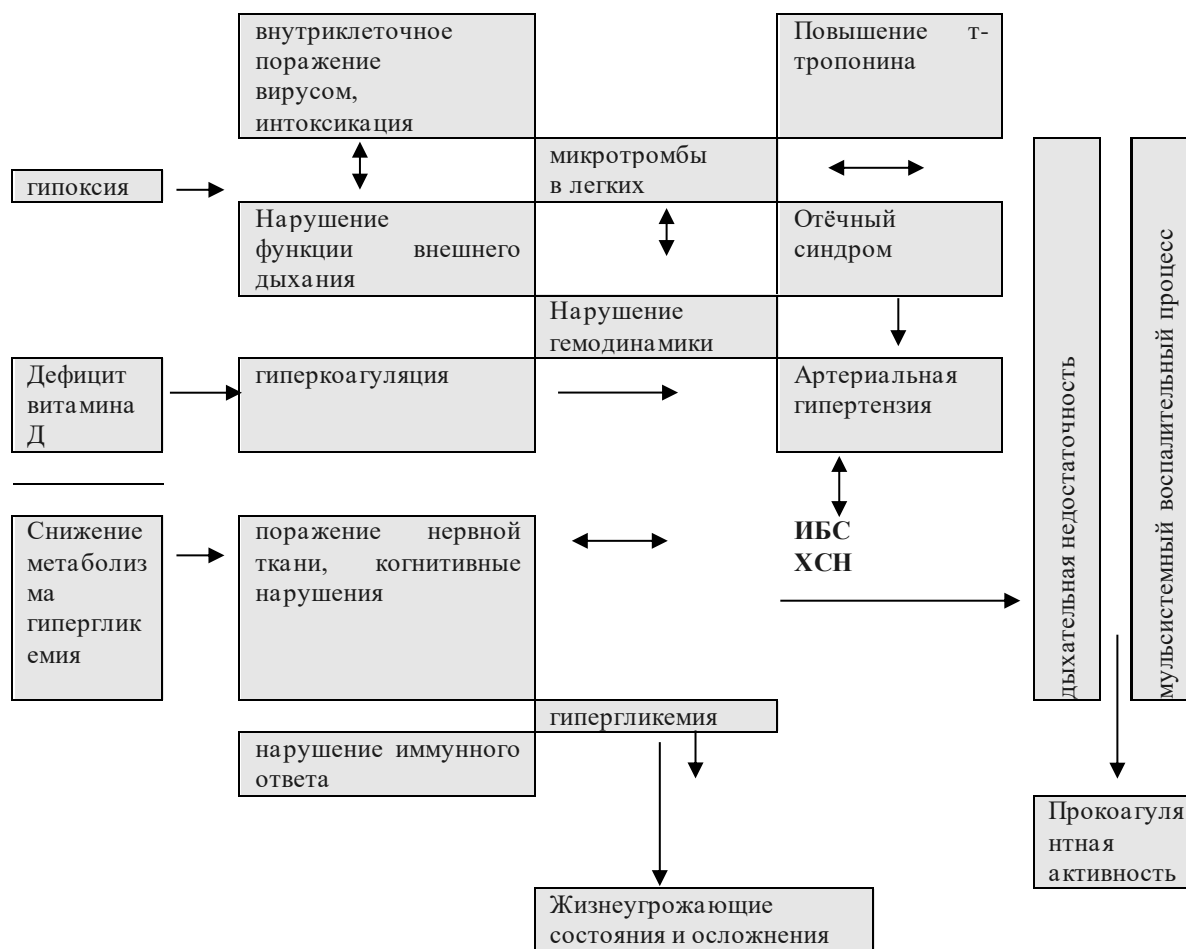 внутриклеточное
поражение
вирусом,
интоксикация
Повышение т-
тропонина
микротромбы
в легких
гипоксия
Нарушение
функции внешнего
дыхания
Отёчный
синдром
Нарушение
гемодинамики
Дефицит
витамина
Д
гиперкоагуляция
Артериальная
гипертензия
дыхательная недостаточность
мульсистемный воспалительный процесс
Снижение
метаболиз
ма
гипергликемия
поражение нервной
ткани, когнитивные
нарушения
ИБС
ХСН
гипергликемия
нарушение иммунного
ответа
Прокоагуля
нтная
активность
Жизнеугрожающие
состояния и осложнения